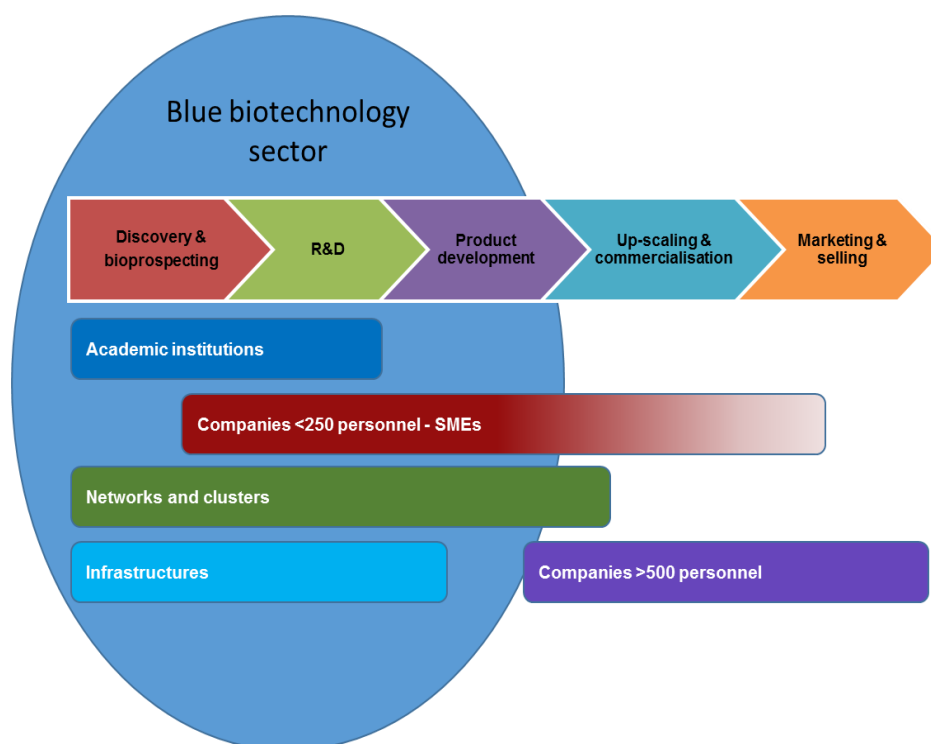 Blue biotechnology
sector
Discovery &
bioprospecting
R&D
Product
development
Up-scaling &
commercialisation
Marketing &
selling
Academic institutions
Companies <250 personnel - SMEs
Networks and clusters
Infrastructures
Companies >500 personnel